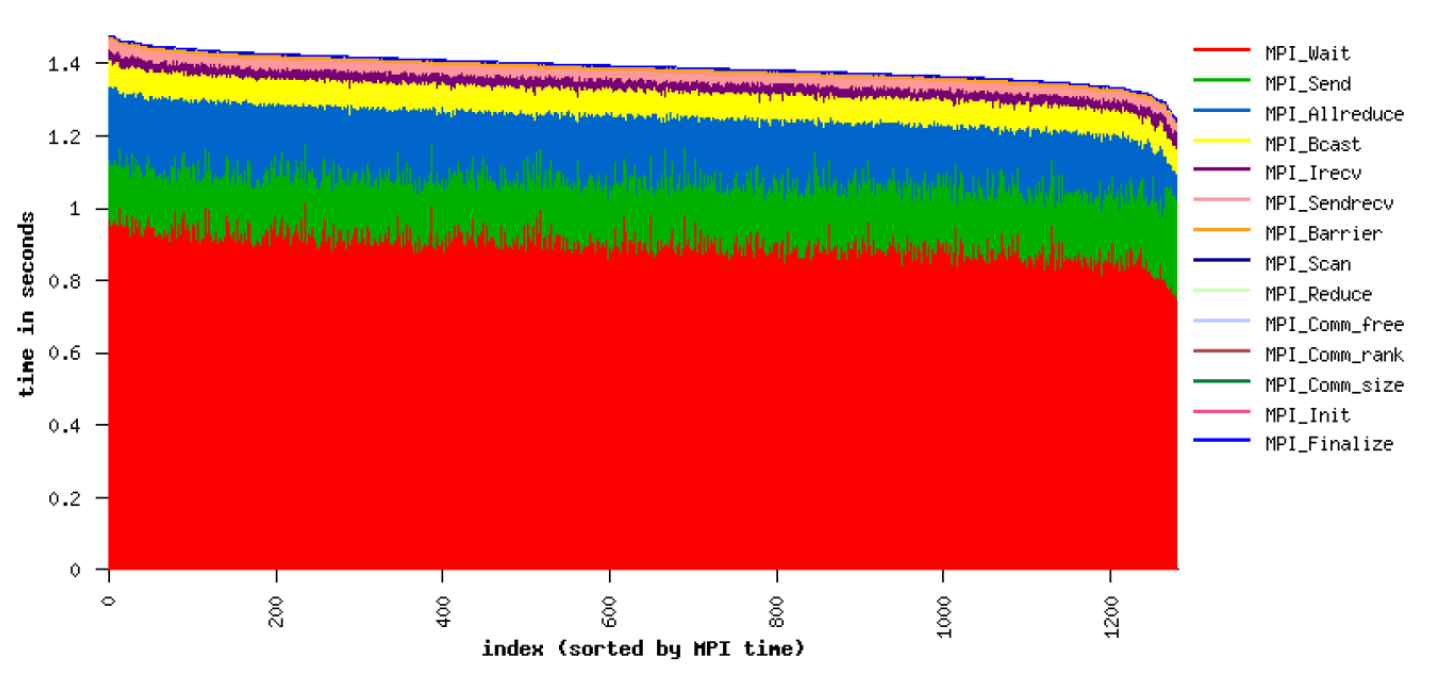 1.4
1.2
1
0.8
0.6
0.4
0.2
0
time in seconds
0
200
400
600
800
1000
1200
index (sorted by MPI time)
MPI_Wait
MPI_Send
MPI_Allreduce
MPI_Bcast
MPI_Irecv
MPI_Sendrecv
MPI_Barrier
MPI_Scan
MPI_Reduce
MPI_Comm_free
MPI_Comm_rank
MPI_Comm_size
MPI_Init
MPI_Finalize